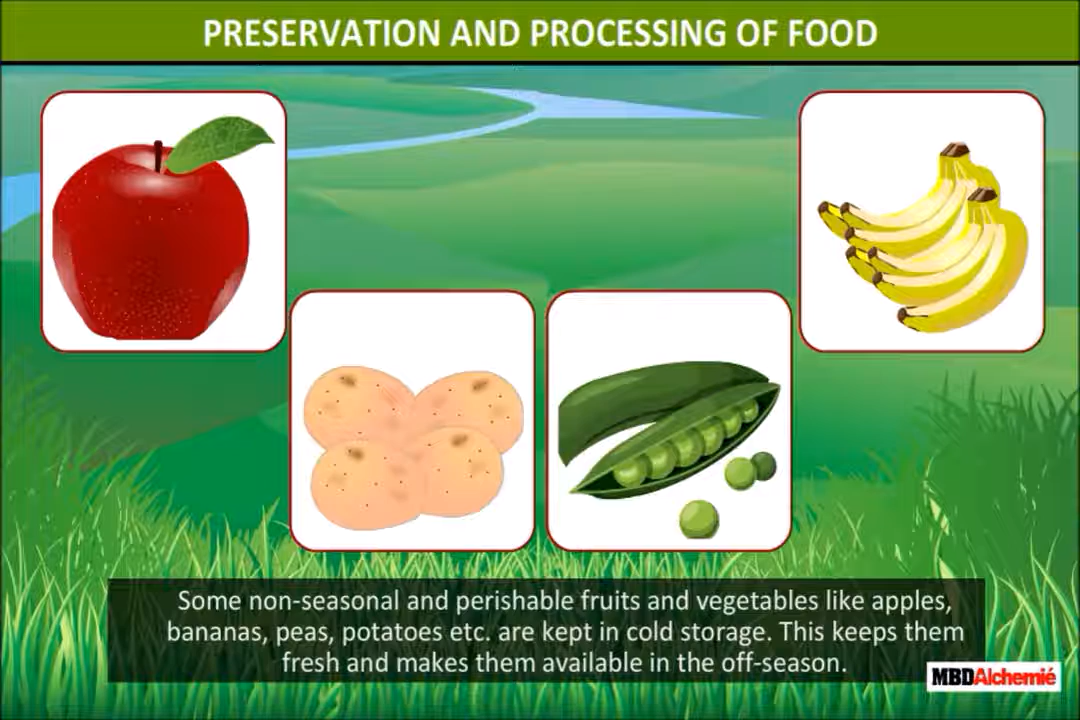 PRESERVATION AND PROCESSING OF FOOD
Some non-seasonal and perishable fruits and vegetables like apples,
bananas, peas, potatoes etc. are kept in cold storage. This keeps them
fresh and makes them available in the off-season.
MBDAlchemié